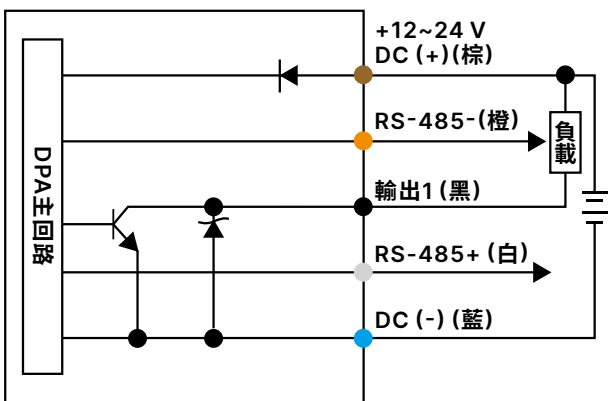 +12~24 V
DC (+)(棕)
RS-485-(橙)
負載
DPA主回路
輸出1 (黑)
RS-485+ (白)
DC (-) (藍)